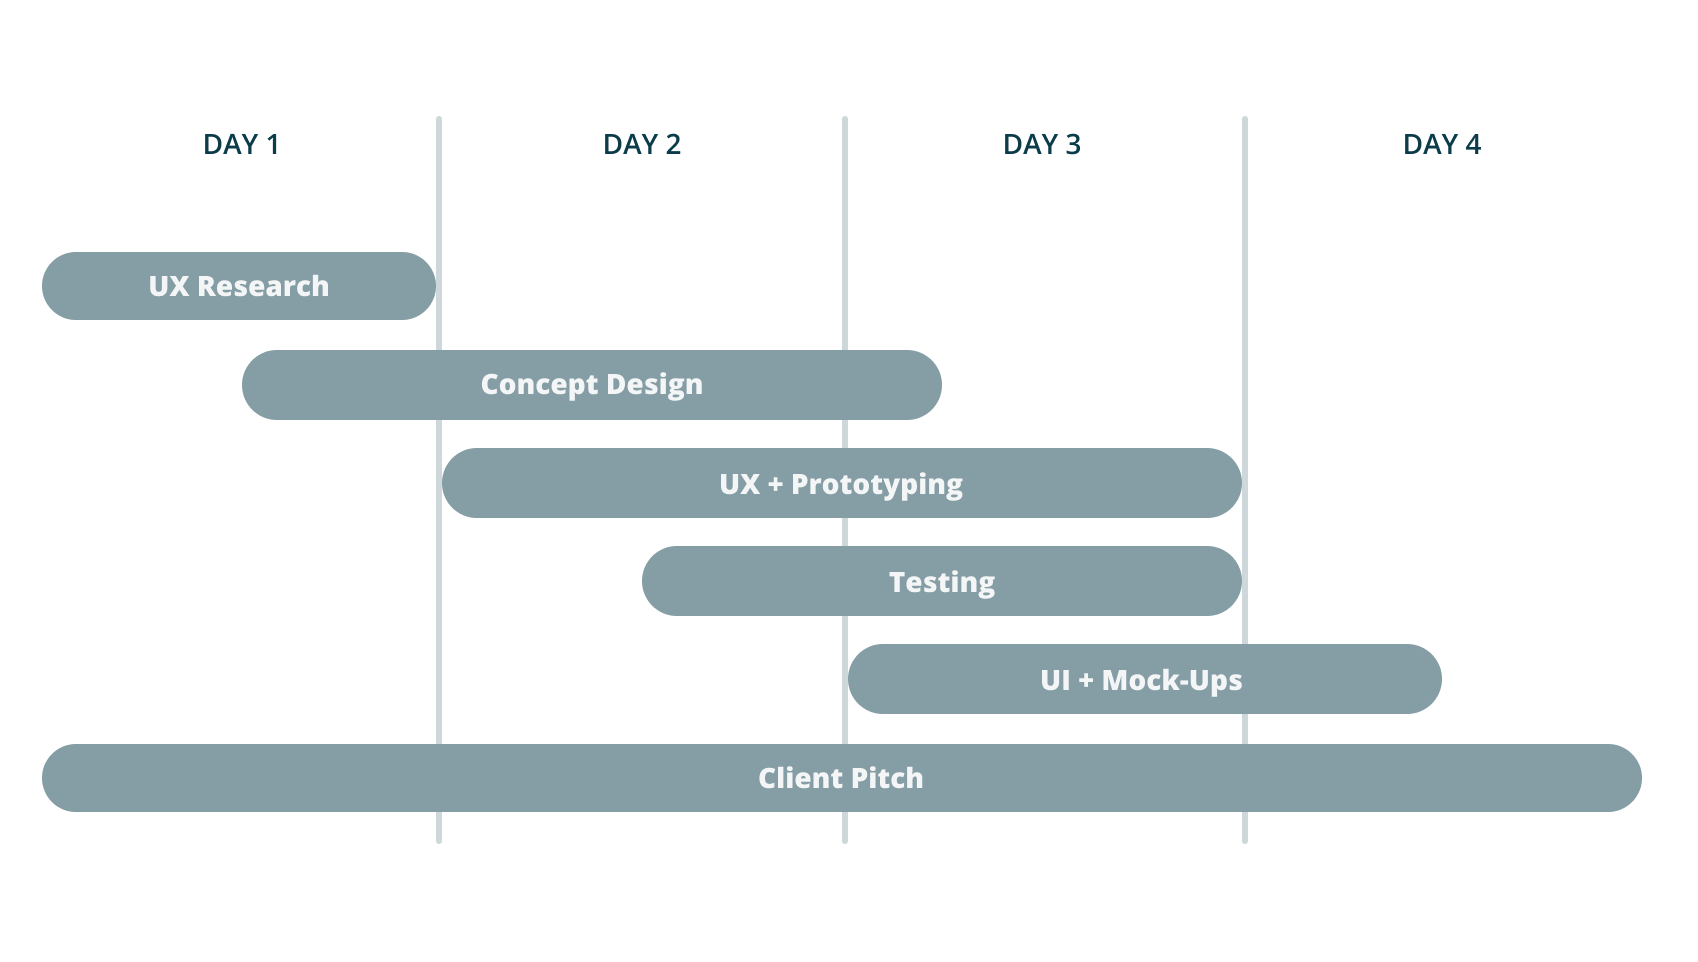 DAY 1
DAY 2
DAY 3
DAY 4
UX Research
Concept Design
UX + Prototyping
Testing
UI + Mock-Ups
Client Pitch